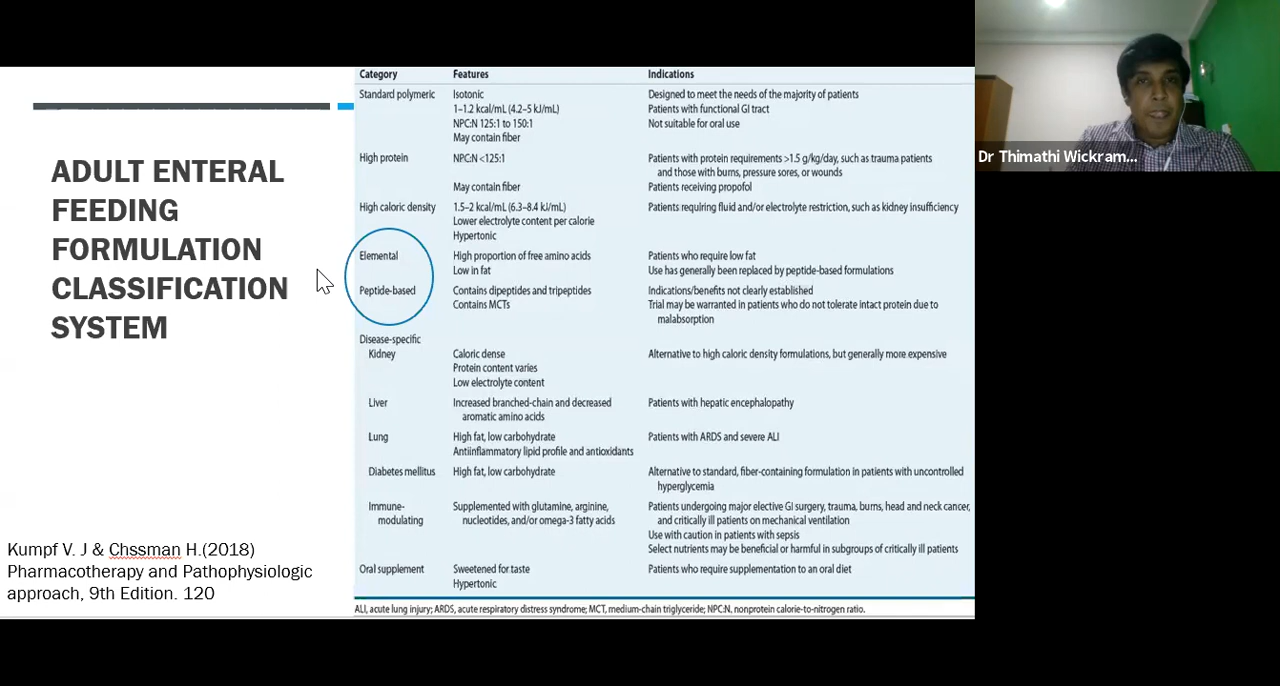 ADULT ENTERAL
FEEDING
FORMULATION
CLASSIFICATION
SYSTEM
Kumpf V. J & Chssman H.(2018)
Pharmacotherapy and Pathophysiologic
approach, 9th Edition. 120
Category Features Indications
Standard polymeric Isotonic Designed to meet the needs of the majority of patients
1–1.2 kcal/mL (4.2–5 kJ/mL) Patients with functional GI tract
NPC:N 125:1 to 150:1 Not suitable for oral use
May contain fiber
High protein NPC:N <125:1 Patients with protein requirements >1.5 g/kg/day, such as trauma patients
and those with burns, pressure sores, or wounds
May contain fiber Patients receiving propofol
High caloric density 1.5–2 kcal/mL (6.3–8.4 kJ/mL) Patients requiring fluid and/or electrolyte restriction, such as kidney insufficiency
Lower electrolyte content per calorie
Hypertonic
Elemental High proportion of free amino acids Patients who require low fat
Low in fat Use has generally been replaced by peptide-based formulations
Peptide-based Contains dipeptides and tripeptides Indications/benefits not clearly established
Contains MCTs Trial may be warranted in patients who do not tolerate intact protein due to
malabsorption
Disease-specific
Kidney Caloric dense Alternative to high caloric density formulations, but generally more expensive
Protein content varies
Low electrolyte content
Liver Increased branched-chain and decreased Patients with hepatic encephalopathy
aromatic amino acids
Lung High fat, low carbohydrate Patients with ARDS and severe ALI
Antiinflammatory lipid profile and antioxidants
Diabetes mellitus High fat, low carbohydrate Alternative to standard, fiber-containing formulation in patients with uncontrolled
hyperglycemia
Immune- Supplemented with glutamine, arginine, Patients undergoing major elective GI surgery, trauma, burns, head and neck cancer,
modulating nucleotides, and/or omega-3 fatty acids and critically ill patients on mechanical ventilation
Use with caution in patients with sepsis
Select nutrients may be beneficial or harmful in subgroups of critically ill patients
Oral supplement Sweetened for taste Patients who require supplementation to an oral diet
Hypertonic
ALI, acute lung injury; ARDS, acute respiratory distress syndrome; MCT, medium-chain triglyceride; NPC:N, nonprotein calorie-to-nitrogen ratio.
Dr Thimathi Wickram...